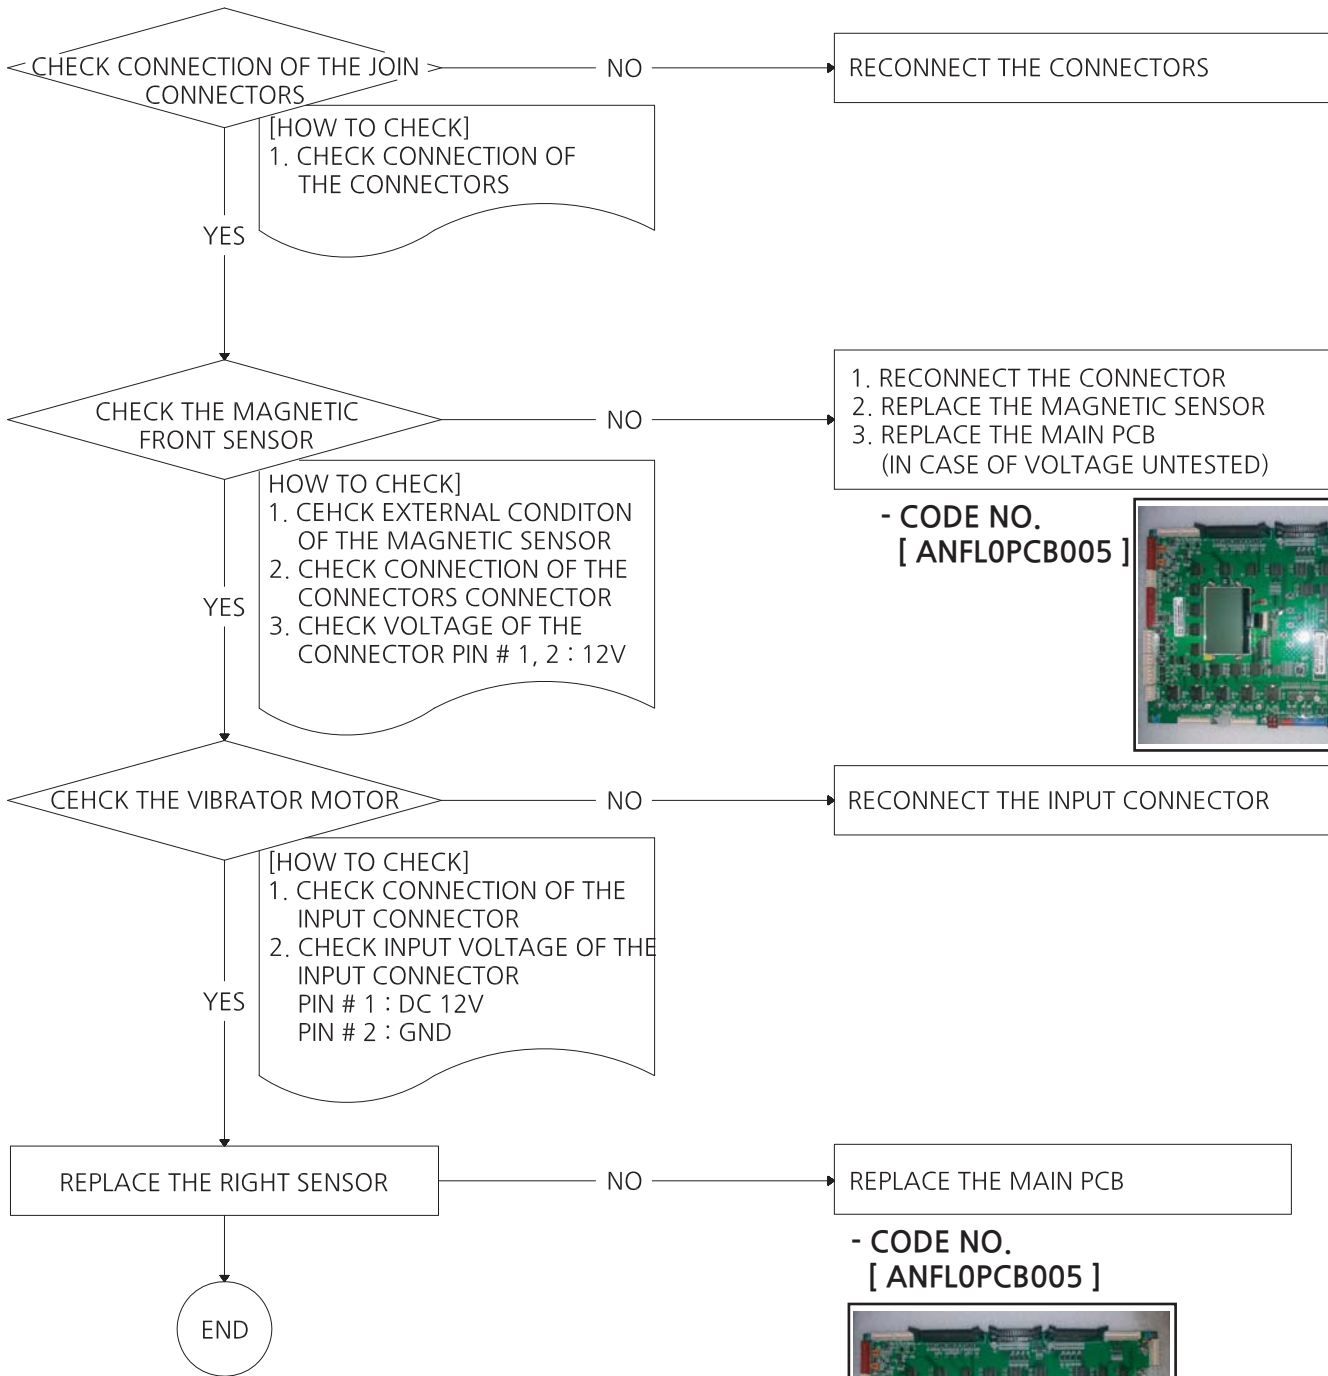 CHECK CONNECTION OF THE JOIN
CONNECTORS
NO
RECONNECT THE CONNECTORS
[HOW TO CHECK]
1. CHECK CONNECTION OF
THE CONNECTORS
YES
CHECK THE MAGNETIC
FRONT SENSOR
NO
1. RECONNECT THE CONNECTOR
2. REPLACE THE MAGNETIC SENSOR
3. REPLACE THE MAIN PCB
(IN CASE OF VOLTAGE UNTESTED)
- CODE NO.
[ ANFL0PCB005 ]
HOW TO CHECK]
1. CEHCK EXTERNAL CONDITON
OF THE MAGNETIC SENSOR
2. CHECK CONNECTION OF THE
CONNECTORS CONNECTOR
3. CHECK VOLTAGE OF THE
CONNECTOR PIN # 1, 2 : 12V
YES
CEHCK THE VIBRATOR MOTOR
NO
RECONNECT THE INPUT CONNECTOR
[HOW TO CHECK]
1. CHECK CONNECTION OF THE
INPUT CONNECTOR
2. CHECK INPUT VOLTAGE OF THE
INPUT CONNECTOR
PIN # 1 : DC 12V
PIN # 2 : GND
YES
REPLACE THE RIGHT SENSOR
NO
REPLACE THE MAIN PCB
- CODE NO.
[ ANFL0PCB005 ]
END